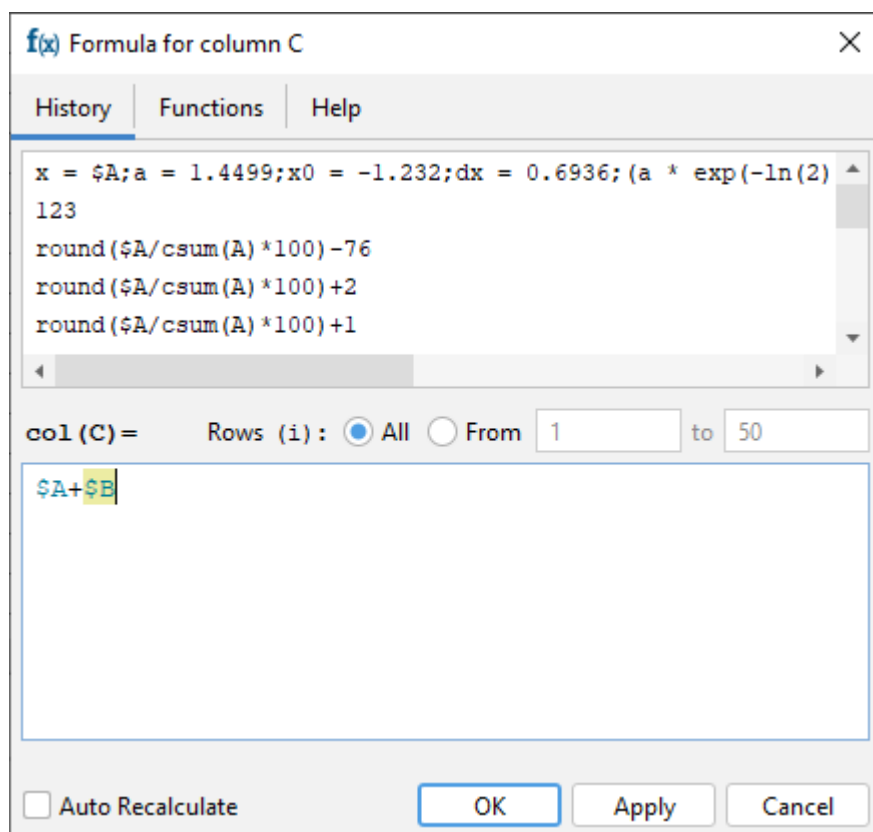 f(x) Formula for column C
History Functions Help
x = $A;a = 1.4499;x0 = -1.232;dx = 0.6936;(a * exp(-ln(2)
123
round($A/csum(A)*100)-76
round($A/csum(A)*100)+2
round($A/csum(A)*100)+1
col(C)= Rows (i): All From 1 to 50
$A+$B
Auto Recalculate OK Apply Cancel